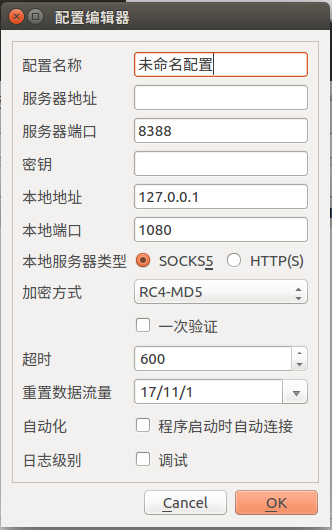 配置编辑器
配置名称 未命名配置
服务器地址
服务器端口 8388
密钥
本地地址 127.0.0.1
本地端口 1080
本地服务器类型 SOCKS5 HTTP(S)
加密方式 RC4-MD5
一次验证
超时 600
重置数据流量 17/11/1
自动化 程序启动时自动连接
日志级别 调试
Cancel OK